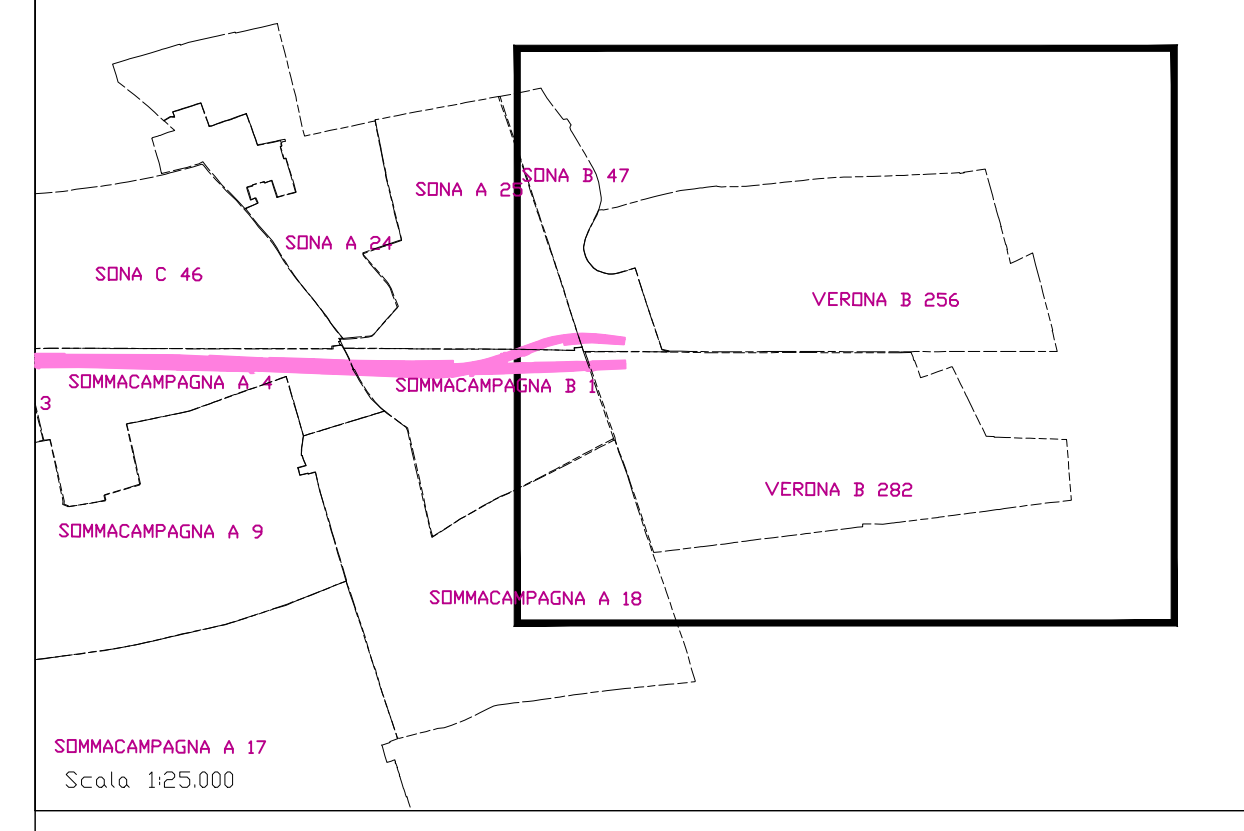 SONA B 47
SONA A 25
SONA A 24
SONA C 46
VERONA B 256
SOMMACAMPAGNA A 4
SOMMACAMPAGNA B 1
3
VERONA B 282
SOMMACAMPAGNA A 9
SOMMACAMPAGNA A 18
SOMMACAMPAGNA A 17
Scala 1:25.000